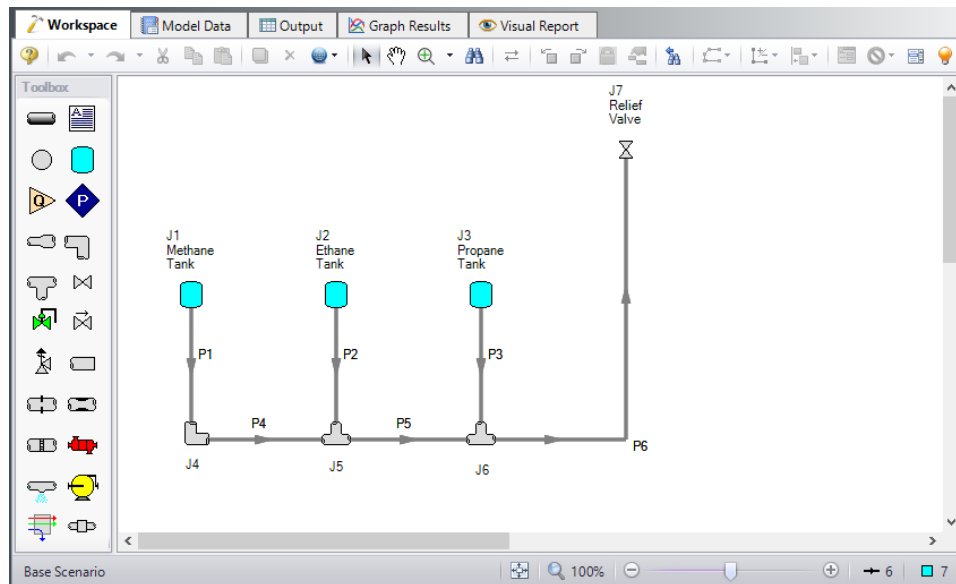 Workspace
Model Data
Output
Graph Results
Visual Report
Toolbox
A
Q
P
J7
Relief
Valve
J1
Methane
Tank
J2
Ethane
Tank
J3
Propane
Tank
P1
P2
P3
P4
P5
P6
J4
J5
J6
Base Scenario
100%
6
7